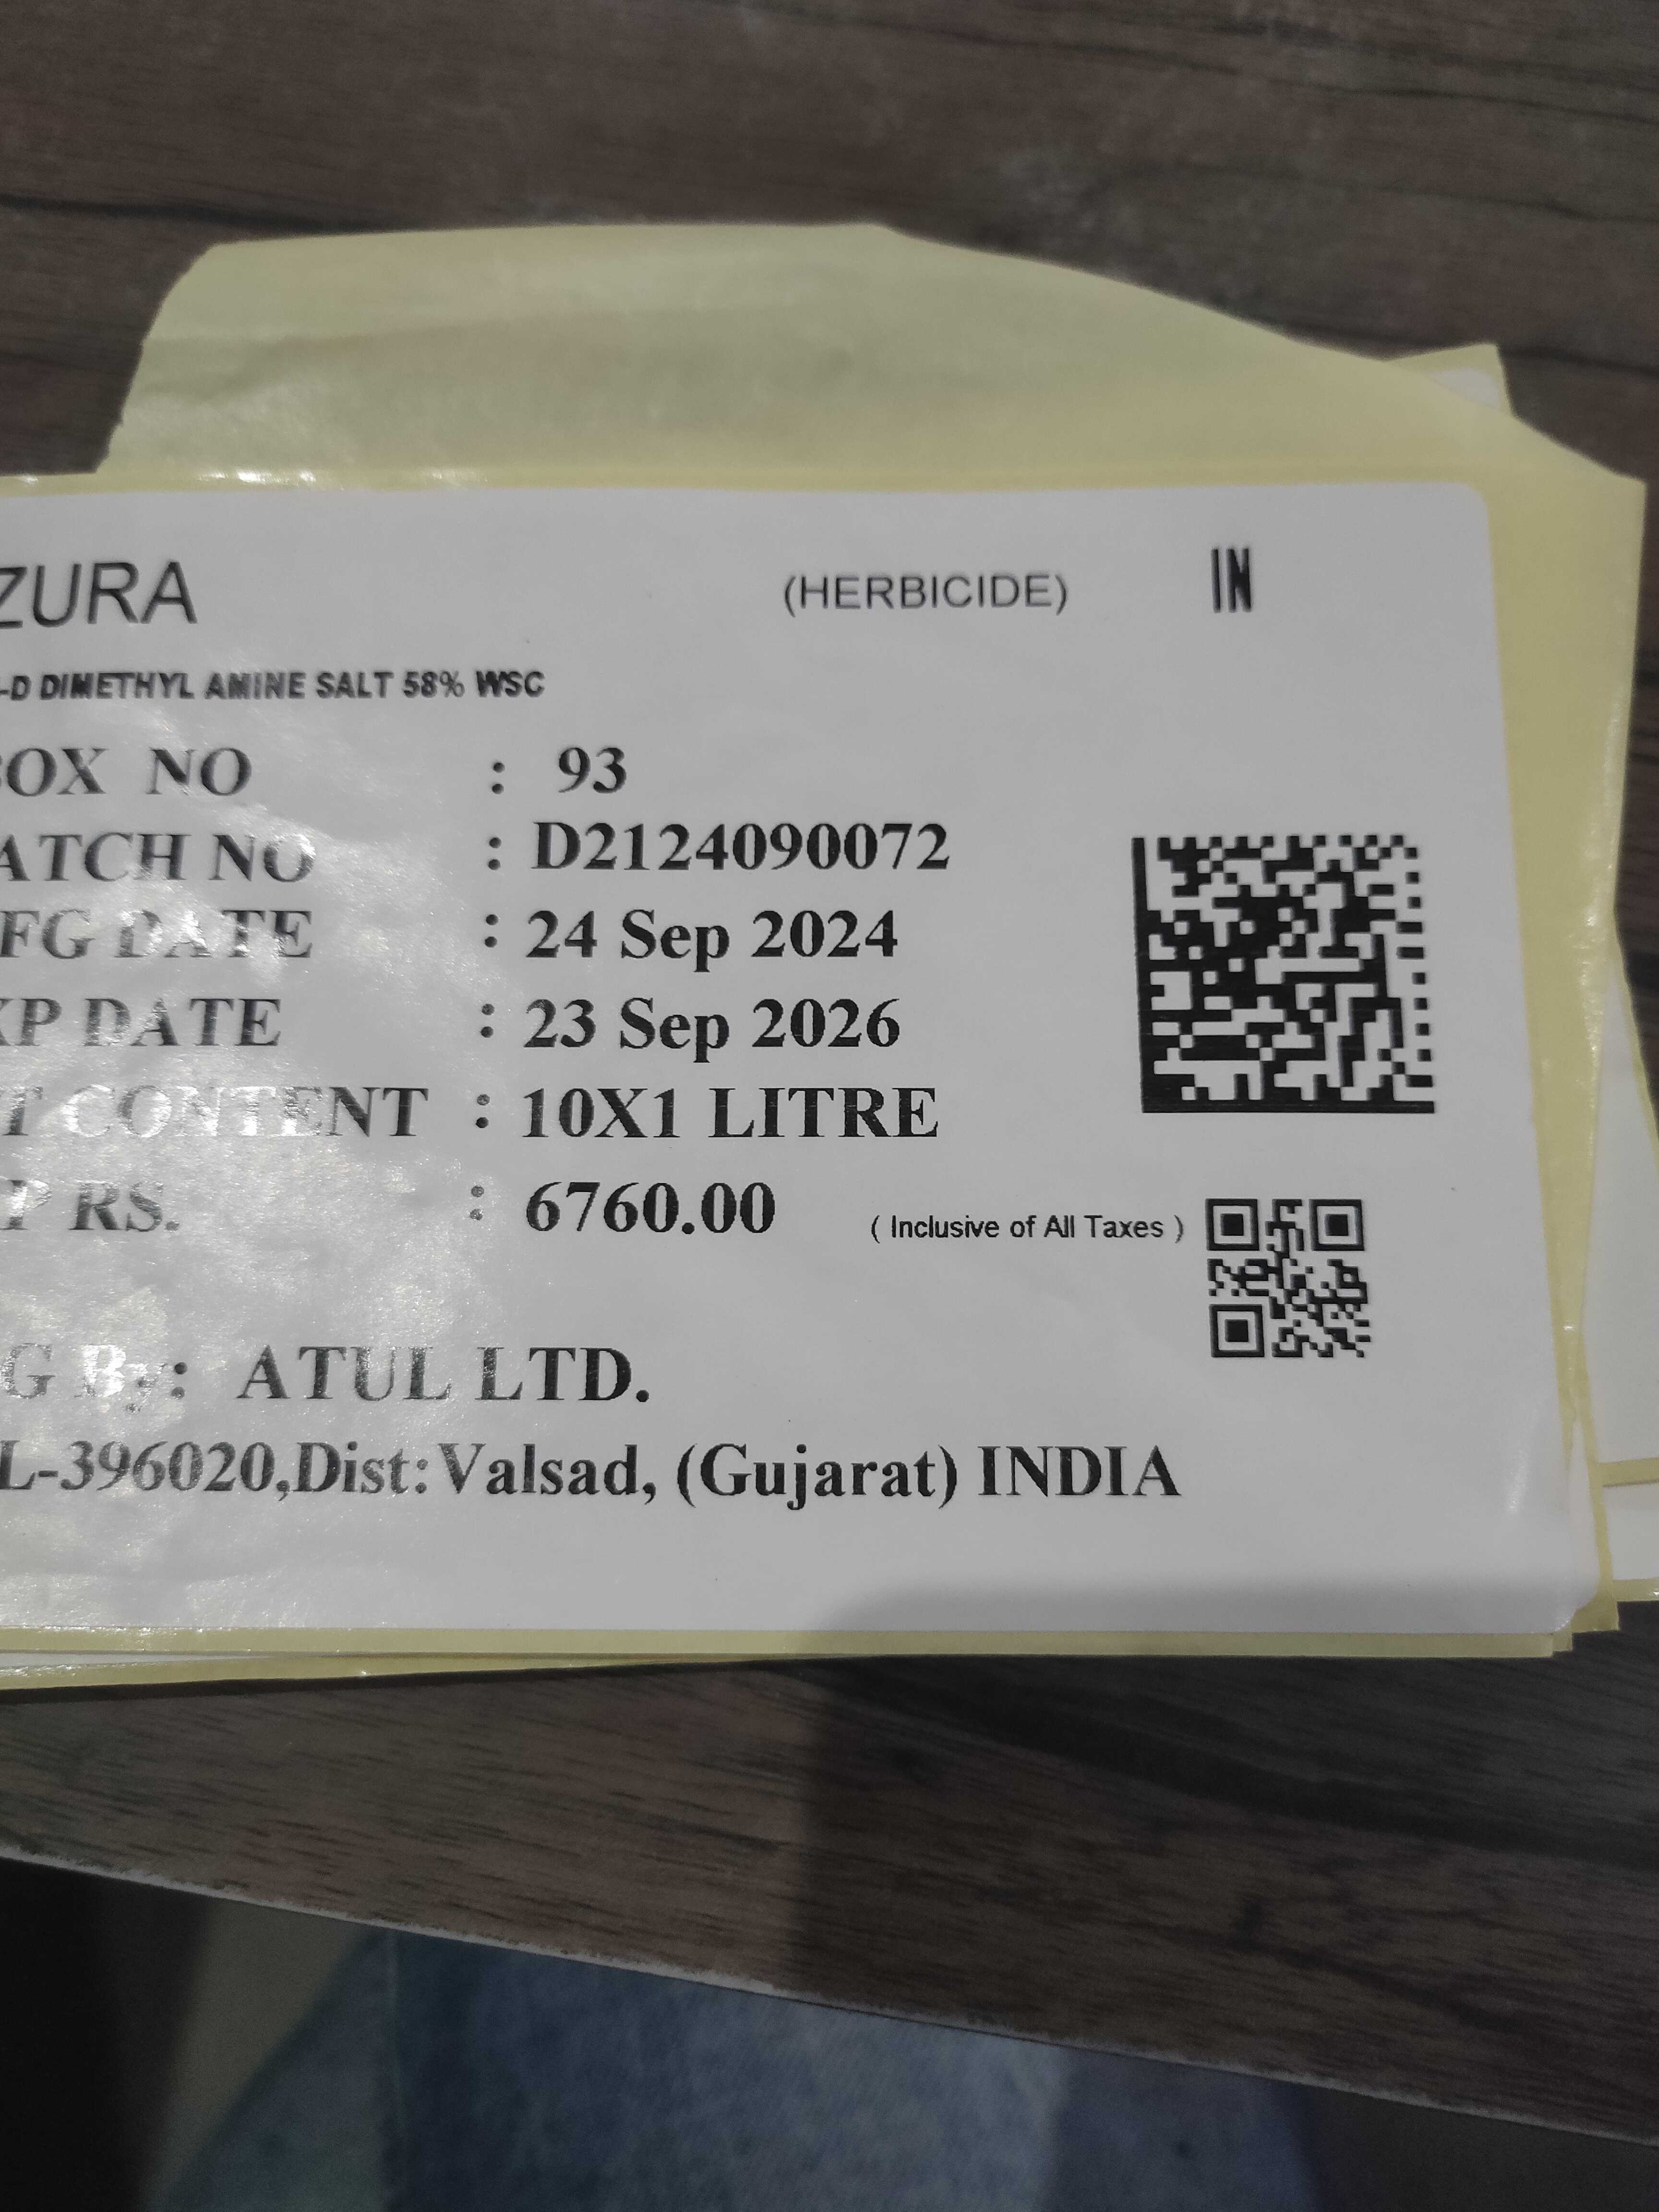 ZURA (HERBICIDE) IN
-D DIMETHYL AMINE SALT 58% WSC
BOX NO : 93
ATCH NO : D2124090072
FG DATE : 24 Sep 2024
XP DATE : 23 Sep 2026
T CONTENT : 10X1 LITRE
P RS. : 6760.00 ( Inclusive of All Taxes )
G By: ATUL LTD.
L-396020,Dist: Valsad, (Gujarat) INDIA